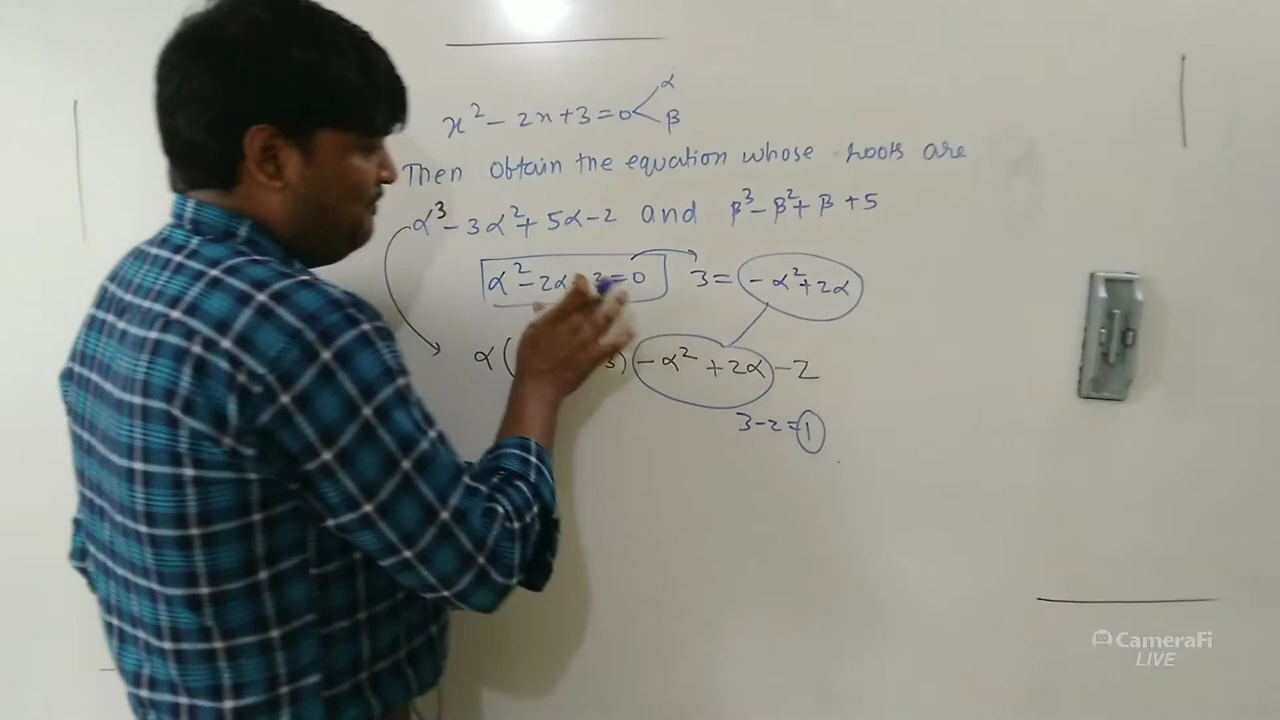 x² - 2x + 3 = 0 < α β
Then obtain the equation whose roots are
α³ - 3α² + 5α - 2 and β³ - β² + β + 5
α² - 2α 3 = 0 3 = -α² + 2α
α( 3) -α² + 2α - 2
3 - 2 = 1
CameraFi
LIVE